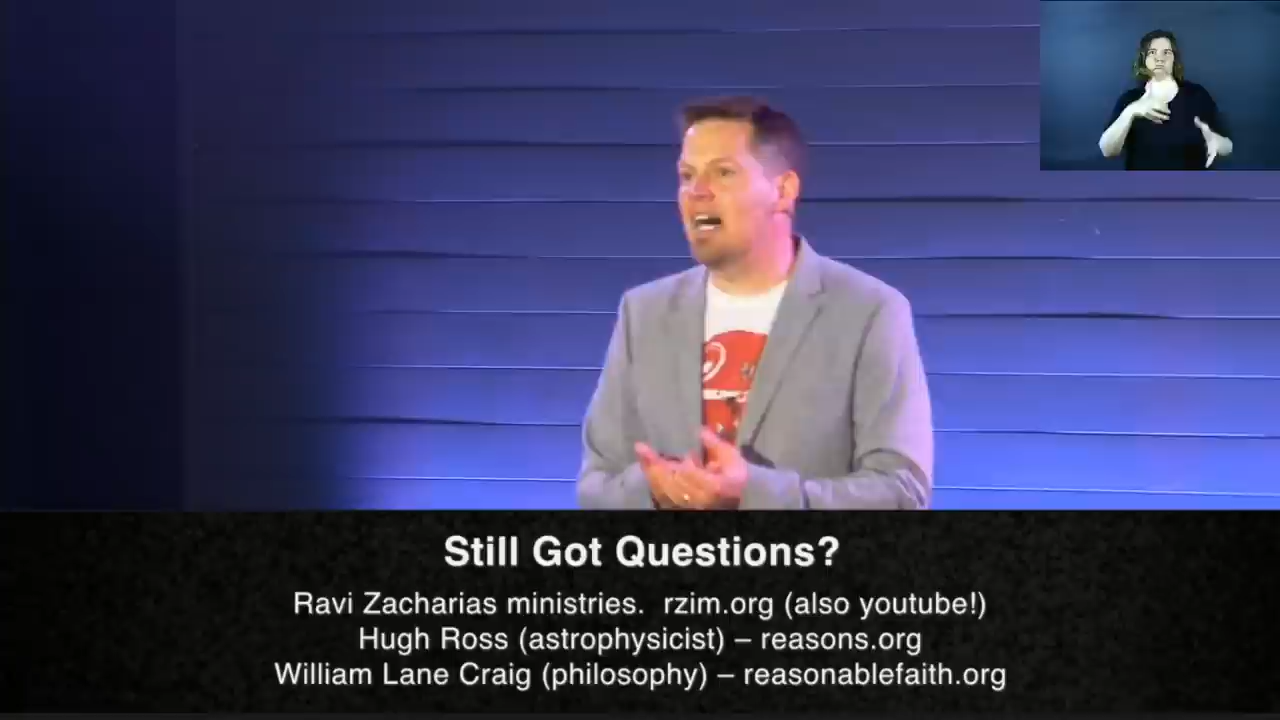 Still Got Questions?
Ravi Zacharias ministries.  rzim.org (also youtube!)
Hugh Ross (astrophysicist) – reasons.org
William Lane Craig (philosophy) – reasonablefaith.org